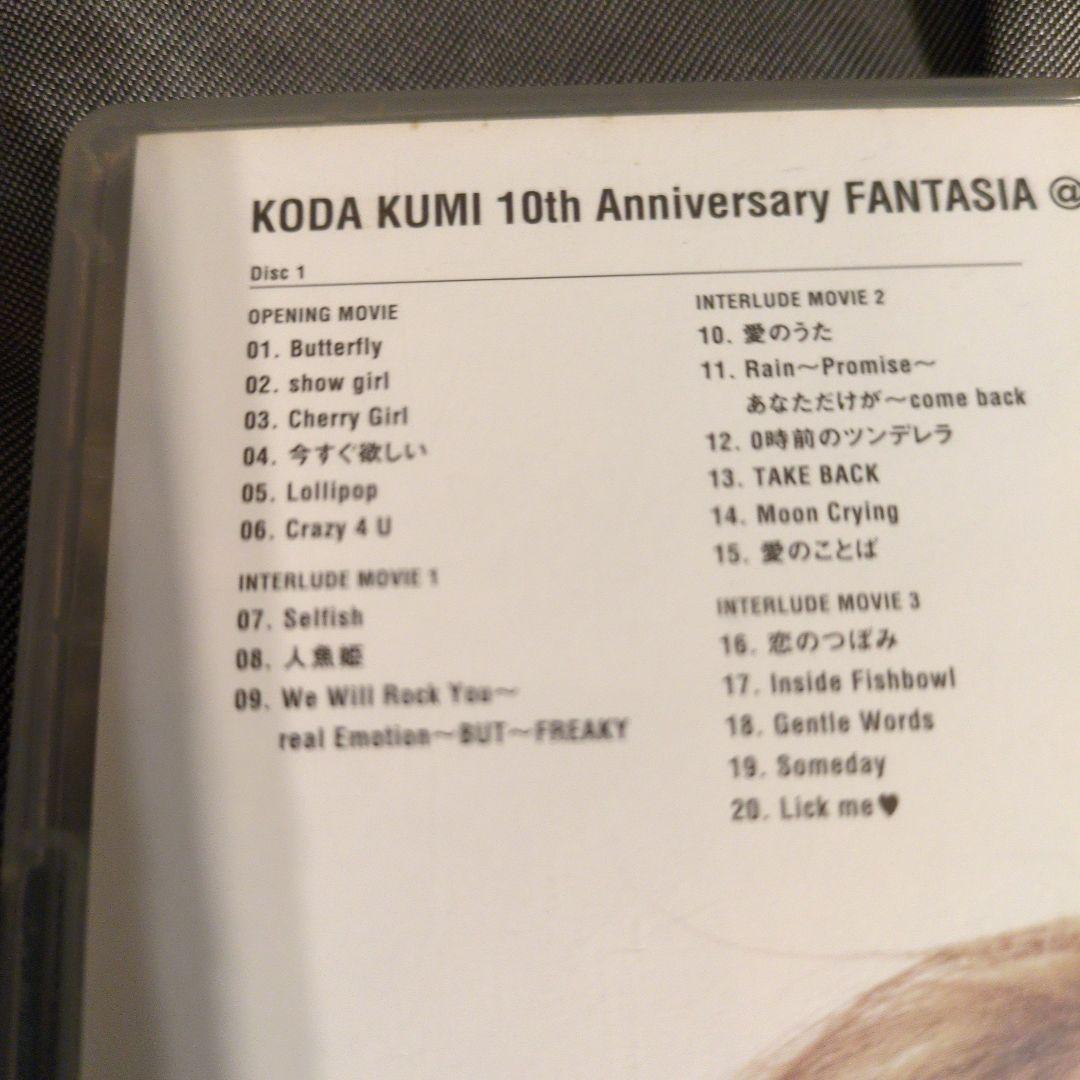 KODA KUMI 10th Anniversary FANTASIA @
Disc 1
OPENING MOVIE
01. Butterfly
02. show girl
03. Cherry Girl
04. 今すぐ欲しい
05. Lollipop
06. Crazy 4 U
INTERLUDE MOVIE 1
07. Selfish
08. 人魚姫
09. We Will Rock You〜
real Emotion〜BUT〜FREAKY
INTERLUDE MOVIE 2
10. 愛のうた
11. Rain〜Promise〜
あなただけが〜come back
12. 0時前のツンデレラ
13. TAKE BACK
14. Moon Crying
15. 愛のことば
INTERLUDE MOVIE 3
16. 恋のつぼみ
17. Inside Fishbowl
18. Gentle Words
19. Someday
20. Lick me♥